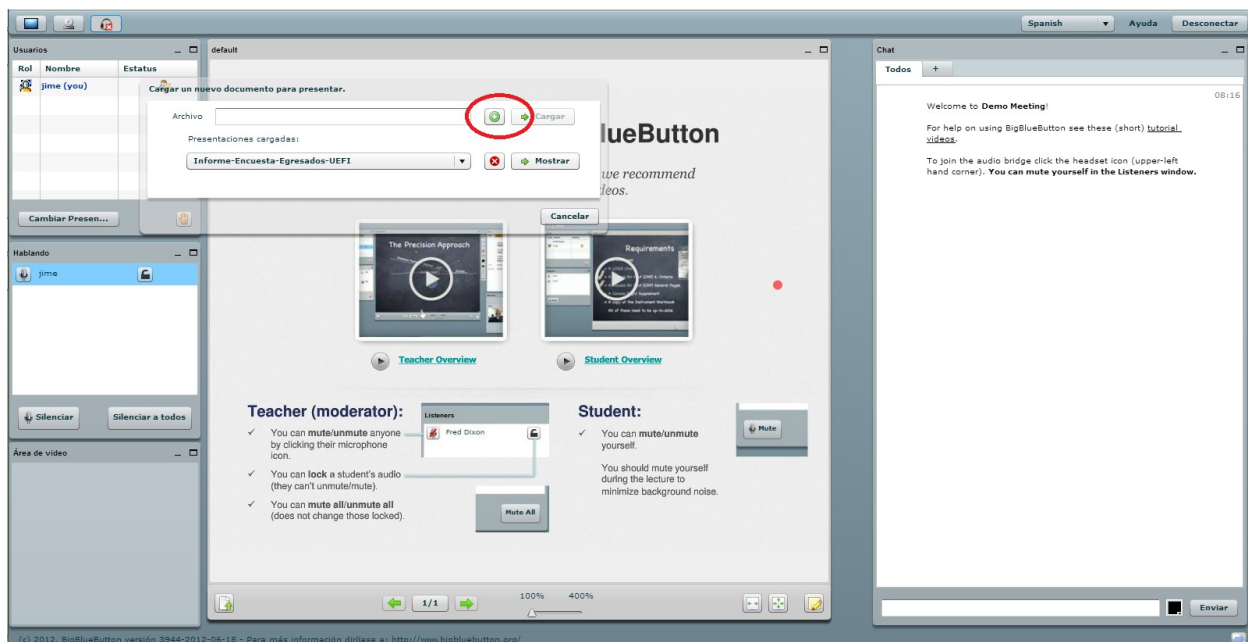 Spanish
Ayuda
Desconectar
Usuarios
Rol Nombre Estatus
jime (you)
Cambiar Presen...
Hablando
jime
Silenciar
Silenciar a todos
Área de video
default
Cargar un nuevo documento para presentar.
Archivo
Cargar
Presentaciones cargadas:
Informe-Encuesta-Egresados-UEFI
Mostrar
Cancelar
lueButton
we recommend
deos.
The Precision Approach
Requirements
Teacher Overview
Student Overview
Teacher (moderator):
✓ You can mute/unmute anyone
by clicking their microphone
icon.
✓ You can lock a student's audio
(they can't unmute/mute).
✓ You can mute all/unmute all
(does not change those locked).
Listeners
Fred Dixon
Mute All
Student:
✓ You can mute/unmute
yourself.
You should mute yourself
during the lecture to
minimize background noise.
Mute
1/1
100% 400%
Chat
Todos +
08:16
Welcome to Demo Meeting!
For help on using BigBlueButton see these (short) tutorial
videos.
To join the audio bridge click the headset icon (upper-left
hand corner). You can mute yourself in the Listeners window.
Enviar
(c) 2012. BigBlueButton versión 3944-2012-06-18 - Para más información diríjase a: http://www.bigbluebutton.org/